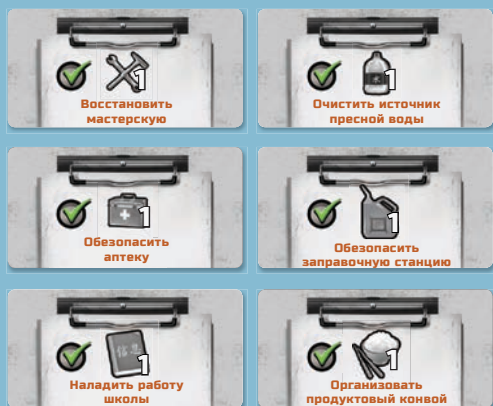 1
Восстановить
мастерскую
1
Очистить источник
пресной воды
1
Обезопасить
аптеку
1
Обезопасить
заправочную станцию
1
Наладить работу
школы
1
Организовать
продуктовый конвой